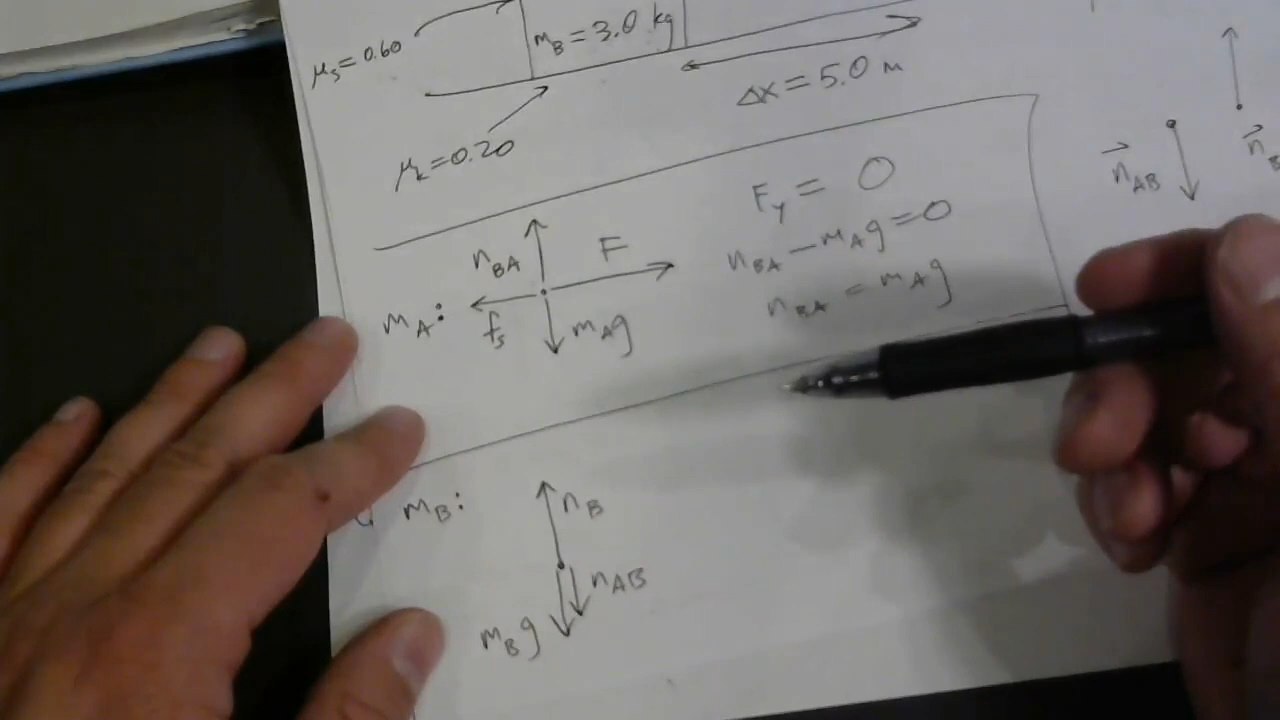 μs=0.60
mB = 3.0 kg
Δx = 5.0 m
μk=0.20
Fy = 0
nBA − mAg = 0
nBA = mAg
nBA
F
mA:
fs
mAg
nAB
mB:
nB
nAB
mBg